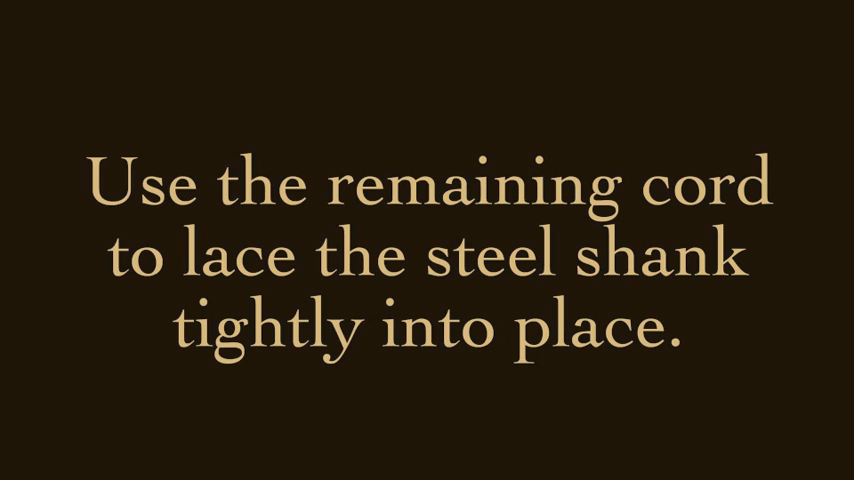 Use the remaining cord
to lace the steel shank
tightly into place.